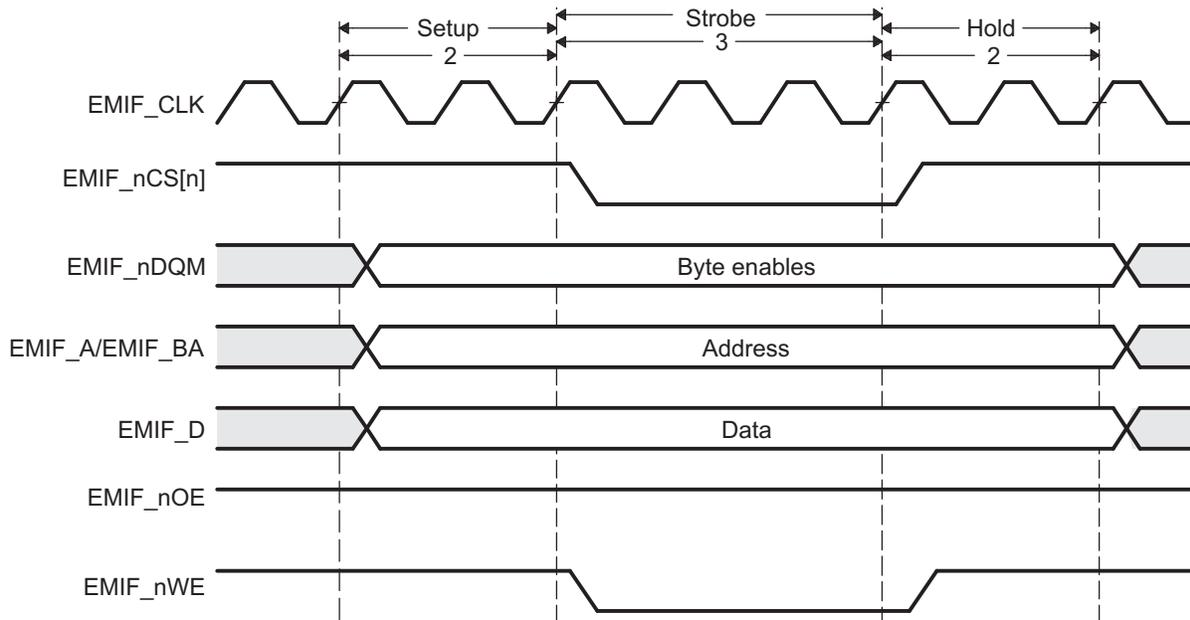 Setup
Strobe
Hold
2
3
2
EMIF_CLK
EMIF_nCS[n]
EMIF_nDQM
Byte enables
EMIF_A/EMIF_BA
Address
EMIF_D
Data
EMIF_nOE
EMIF_nWE